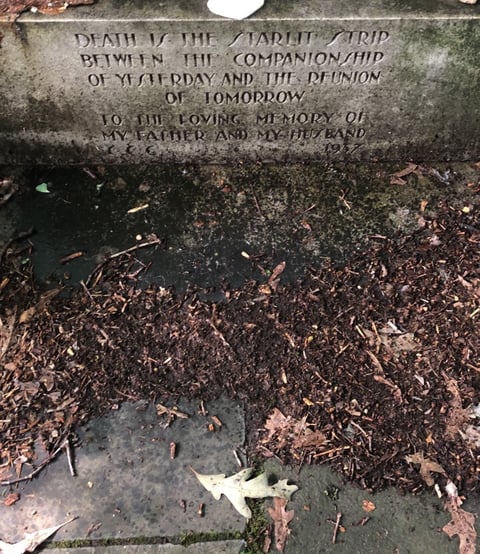 DEATH IS THE STARLIT STRIP
BETWEEN THE COMPANIONSHIP
OF YESTERDAY AND THE REUNION
OF TOMORROW
TO THE LOVING MEMORY OF
MY FATHER AND MY HUSBAND
C.E.G. 1937